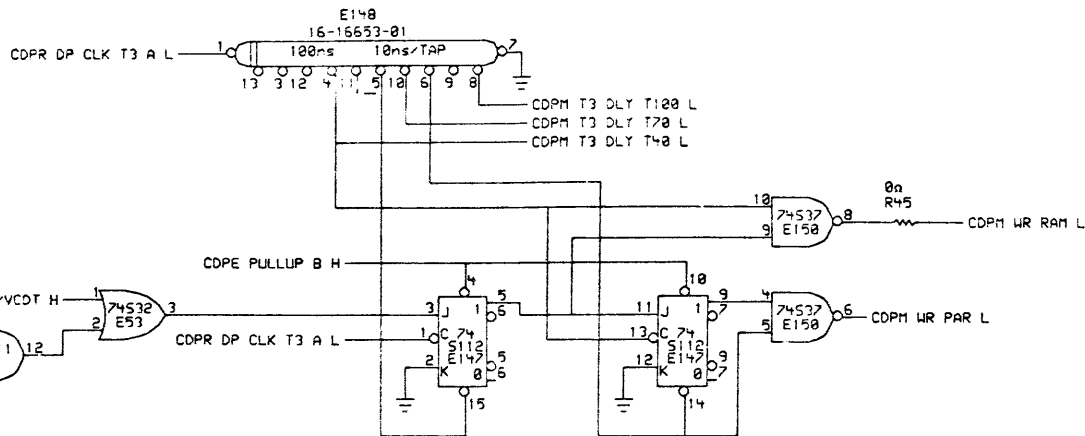 E148
16-16653-01
CDPR DP CLK T3 A L
1
100ns 10ns/TAP
7
13 3 12 4 11 5 10 6 9 8
CDPM T3 DLY T100 L
CDPM T3 DLY T70 L
CDPM T3 DLY T40 L
10
9
74S37
E150
8
0Ω
R45
CDPM WR RAM L
CDPE PULLUP B H
4
10
VCDT H
1
2
74S32
E53
3
3
J
1
5
6
11
J
1
9
7
4
5
74S37
E150
6
CDPM WR PAR L
1
12
CDPR DP CLK T3 A L
1
C
74
S112
E147
2
K
0
5
6
15
13
C
74
S112
E147
12
K
0
9
7
14